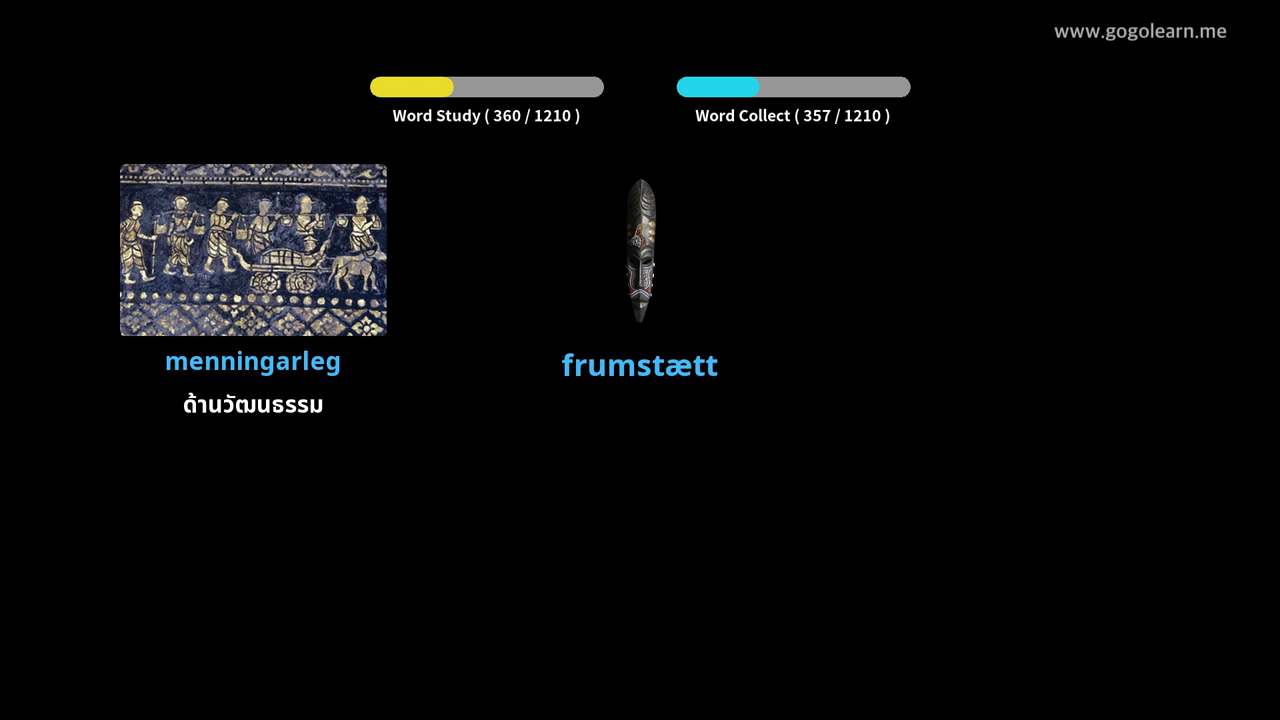 www.gogolearn.me
Word Study ( 360 / 1210 )
Word Collect ( 357 / 1210 )
menningarleg
ด้านวัฒนธรรม
frumstætt